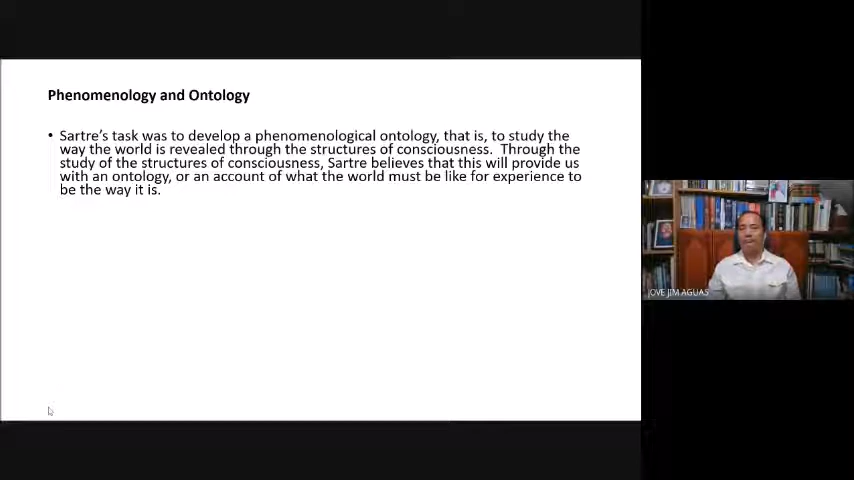 Phenomenology and Ontology
• Sartre's task was to develop a phenomenological ontology, that is, to study the
way the world is revealed through the structures of consciousness. Through the
study of the structures of consciousness, Sartre believes that this will provide us
with an ontology, or an account of what the world must be like for experience to
be the way it is.
JOVE JIM AGUAS